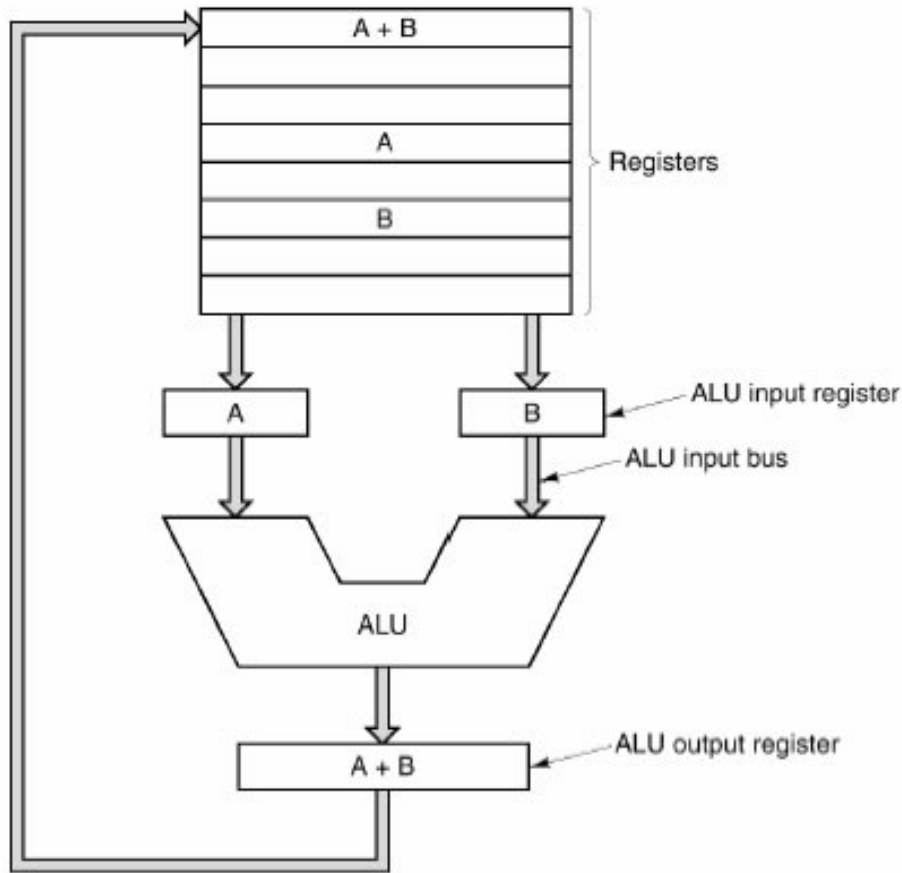 A + B
A
Registers
B
A
B
ALU input register
ALU input bus
ALU
A + B
ALU output register